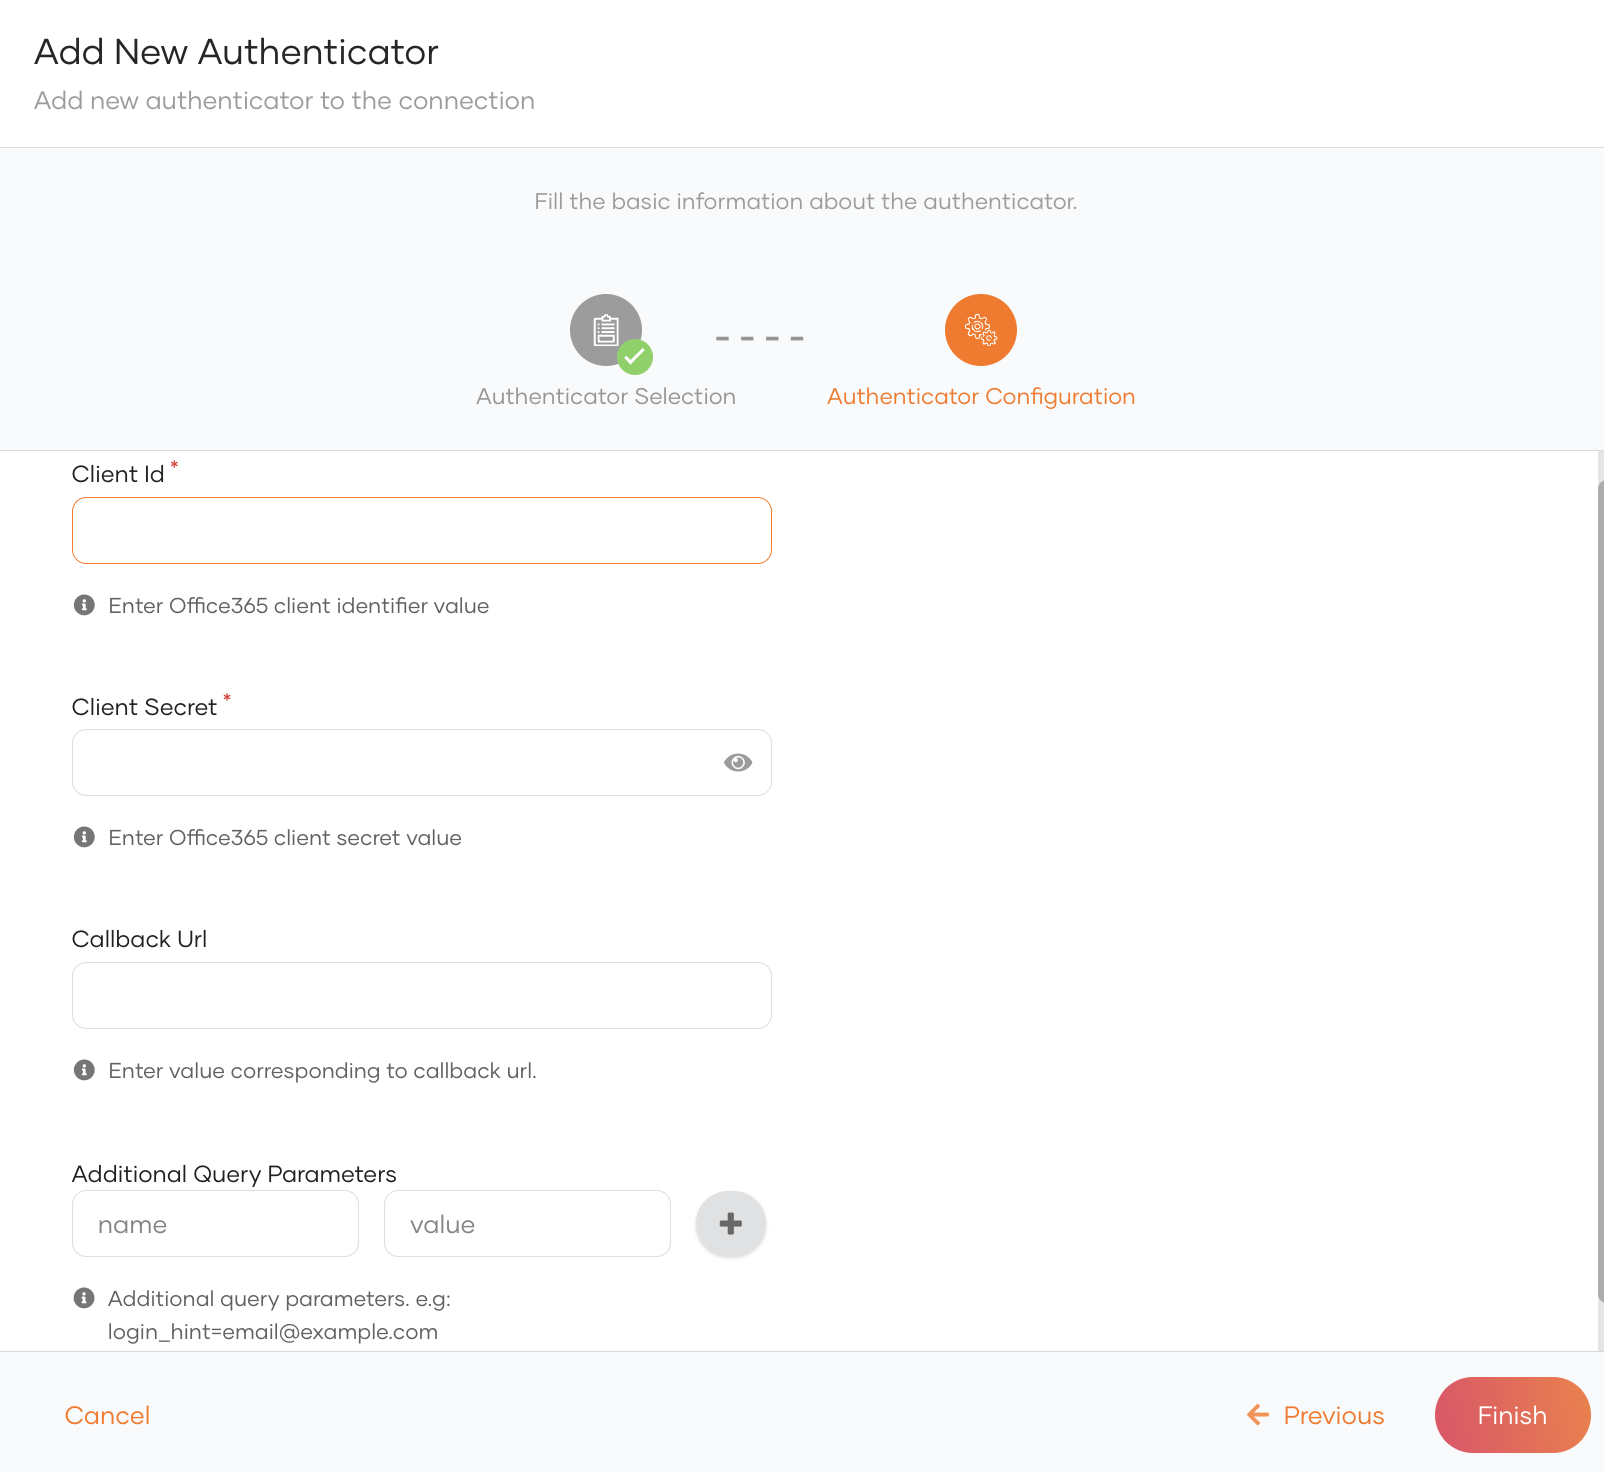 Add New Authenticator
Add new authenticator to the connection
Fill the basic information about the authenticator.
Authenticator Selection
Authenticator Configuration
Client Id *
Enter Office365 client identifier value
Client Secret *
Enter Office365 client secret value
Callback Url
Enter value corresponding to callback url.
Additional Query Parameters
name
value
Additional query parameters. e.g:
login_hint=email@example.com
Cancel
Previous
Finish